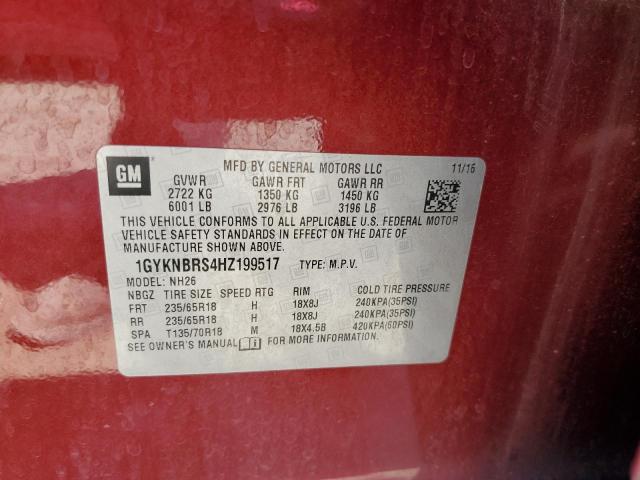 GM
MFD BY GENERAL MOTORS LLC 11/16
GVWR GAWR FRT GAWR RR
2722 KG 1350 KG 1450 KG
6001 LB 2976 LB 3196 LB
THIS VEHICLE CONFORMS TO ALL APPLICABLE U.S. FEDERAL MOTOR
VEHICLE SAFETY STANDARDS IN EFFECT ON THE DATE OF
MANUFACTURE SHOWN ABOVE.
1GYKNBRS4HZ199517 TYPE: M.P.V.
MODEL: NH26
NBGZ TIRE SIZE SPEED RTG RIM COLD TIRE PRESSURE
FRT 235/65R18 H 18X8J 240KPA(35PSI)
RR 235/65R18 H 18X8J 240KPA(35PSI)
SPA T135/70R18 M 18X4.5B 420KPA(60PSI)
SEE OWNER'S MANUAL FOR MORE INFORMATION.